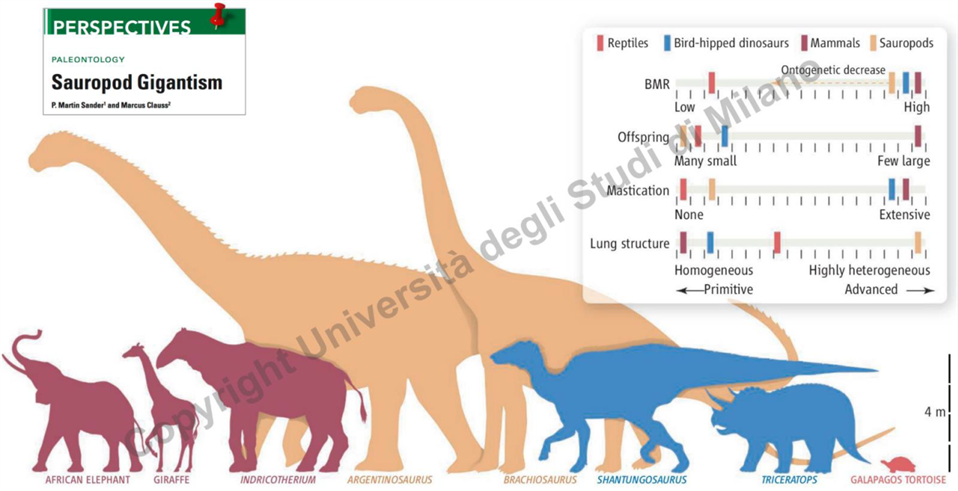 PERSPECTIVES
PALEONTOLOGY
Sauropod Gigantism
P. Martin Sander1 and Marcus Clauss2
Reptiles Bird-hipped dinosaurs Mammals Sauropods
Ontogenetic decrease
BMR
Low High
Offspring
Many small Few large
Mastication
None Extensive
Lung structure
Homogeneous Highly heterogeneous
Primitive Advanced
Copyright Università degli Studi di Milano
4 m
AFRICAN ELEPHANT GIRAFFE INDRICOTHERIUM ARGENTINOSAURUS BRACHIOSAURUS SHANTUNGOSAURUS TRICERATOPS GALAPAGOS TORTOISE